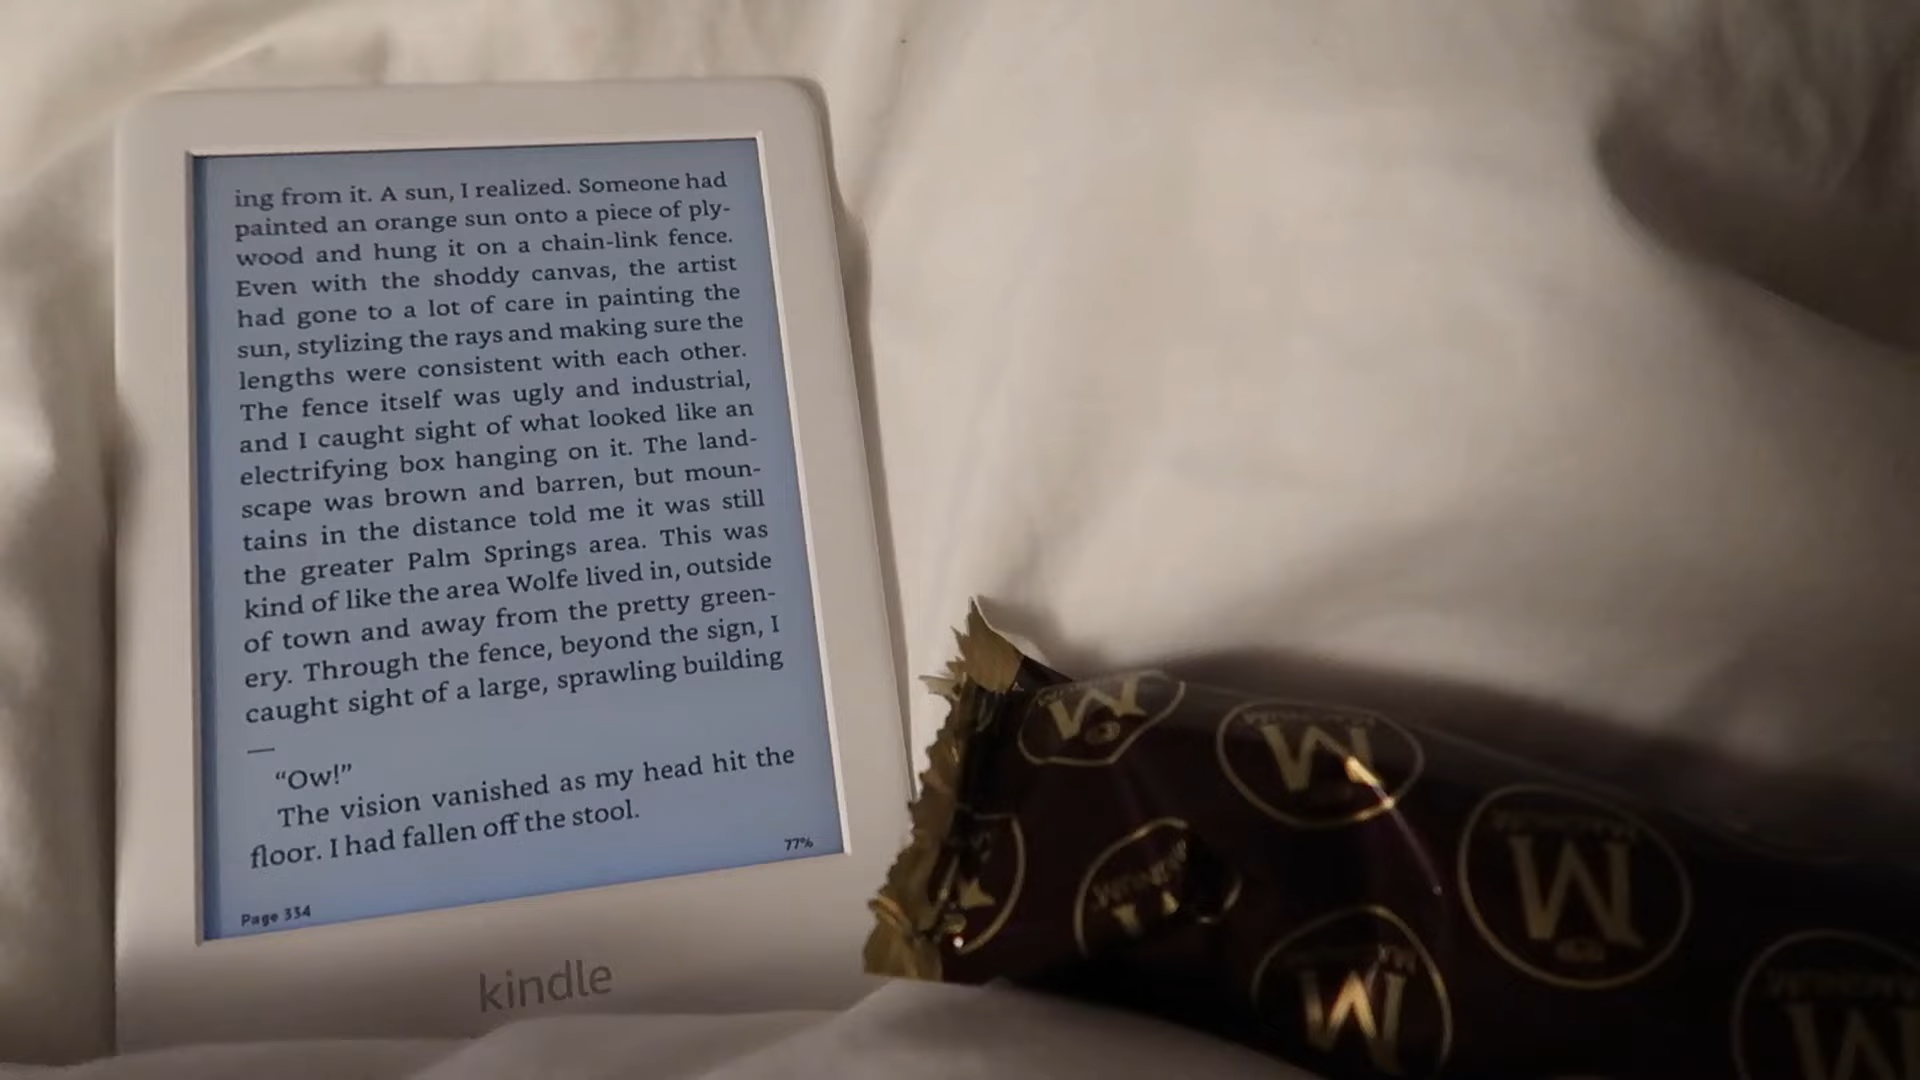 ing from it. A sun, I realized. Someone had
painted an orange sun onto a piece of ply-
wood and hung it on a chain-link fence.
Even with the shoddy canvas, the artist
had gone to a lot of care in painting the
sun, stylizing the rays and making sure the
lengths were consistent with each other.
The fence itself was ugly and industrial,
and I caught sight of what looked like an
electrifying box hanging on it. The land-
scape was brown and barren, but moun-
tains in the distance told me it was still
the greater Palm Springs area. This was
kind of like the area Wolfe lived in, outside
of town and away from the pretty green-
ery. Through the fence, beyond the sign, I
caught sight of a large, sprawling building
—
“Ow!”
The vision vanished as my head hit the
floor. I had fallen off the stool.
77%
Page 334
kindle
M
M
M
M